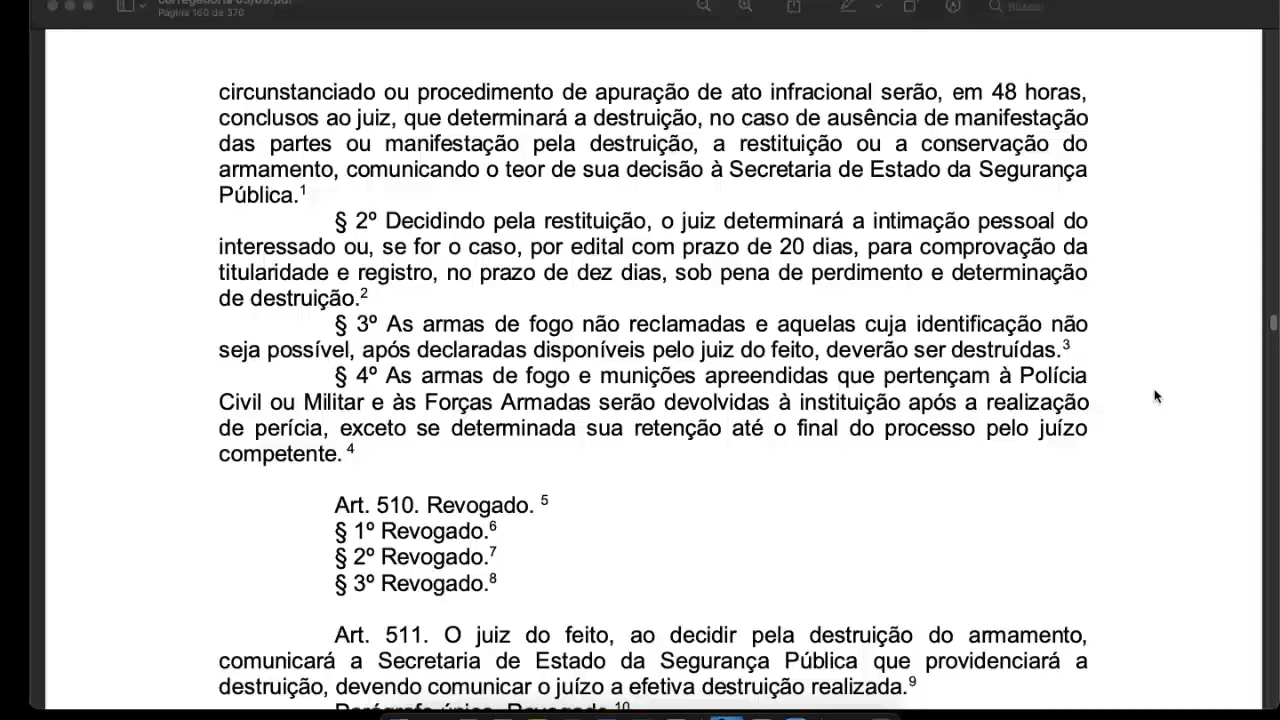 Página 160 de 370
Buscar
circunstanciado ou procedimento de apuração de ato infracional serão, em 48 horas,
conclusos ao juiz, que determinará a destruição, no caso de ausência de manifestação
das partes ou manifestação pela destruição, a restituição ou a conservação do
armamento, comunicando o teor de sua decisão à Secretaria de Estado da Segurança
Pública.¹
§ 2º Decidindo pela restituição, o juiz determinará a intimação pessoal do
interessado ou, se for o caso, por edital com prazo de 20 dias, para comprovação da
titularidade e registro, no prazo de dez dias, sob pena de perdimento e determinação
de destruição.²
§ 3º As armas de fogo não reclamadas e aquelas cuja identificação não
seja possível, após declaradas disponíveis pelo juiz do feito, deverão ser destruídas.³
§ 4º As armas de fogo e munições apreendidas que pertençam à Polícia
Civil ou Militar e às Forças Armadas serão devolvidas à instituição após a realização
de perícia, exceto se determinada sua retenção até o final do processo pelo juízo
competente. ⁴
Art. 510. Revogado. ⁵
§ 1º Revogado.⁶
§ 2º Revogado.⁷
§ 3º Revogado.⁸
Art. 511. O juiz do feito, ao decidir pela destruição do armamento,
comunicará a Secretaria de Estado da Segurança Pública que providenciará a
destruição, devendo comunicar o juízo a efetiva destruição realizada.⁹
Parágrafo único. Revogado.¹⁰